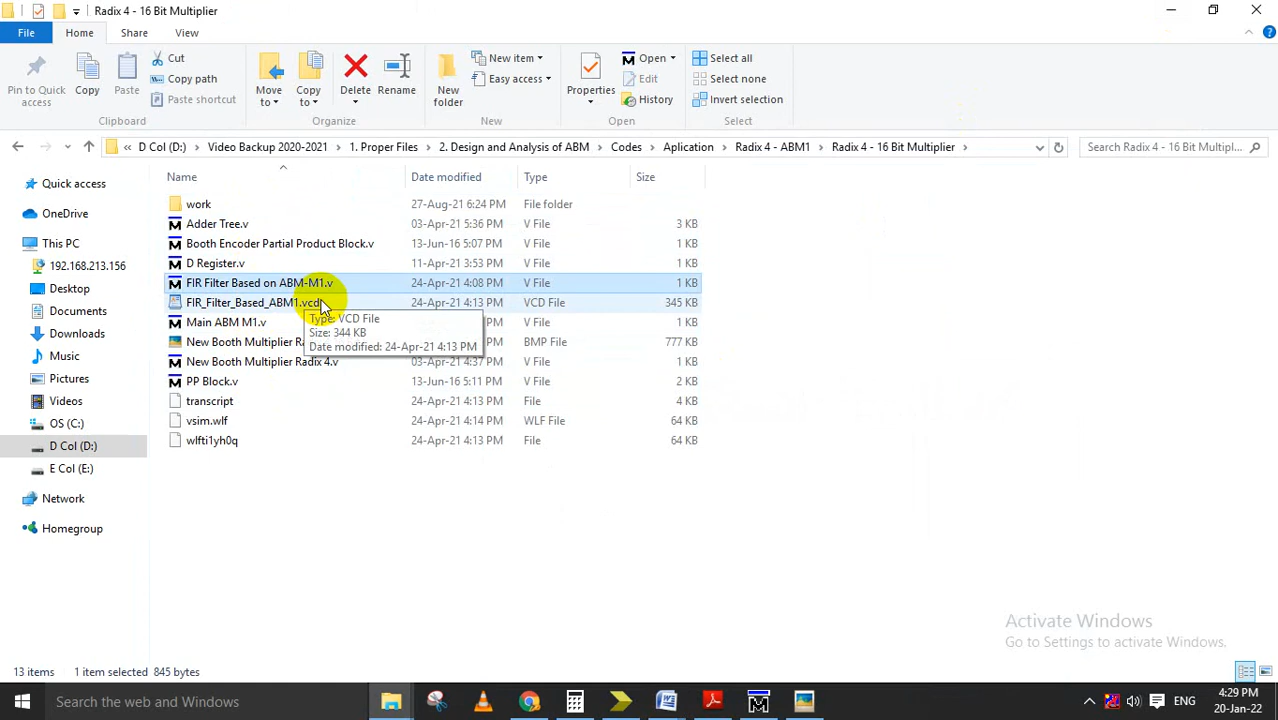 Radix 4 - 16 Bit Multiplier
File Home Share View
Pin to Quick access
Copy
Paste
Cut
Copy path
Paste shortcut
Clipboard
Move to
Copy to
Delete
Rename
Organize
New folder
New item
Easy access
New
Properties
Open
Edit
History
Open
Select all
Select none
Invert selection
Select
« D Col (D:) › Video Backup 2020-2021 › 1. Proper Files › 2. Design and Analysis of ABM › Codes › Aplication › Radix 4 - ABM1 › Radix 4 - 16 Bit Multiplier ›
Search Radix 4 - 16 Bit Multipl...
Quick access
OneDrive
This PC
192.168.213.156
Desktop
Documents
Downloads
Music
Pictures
Videos
OS (C:)
D Col (D:)
E Col (E:)
Network
Homegroup
Name Date modified Type Size
work 27-Aug-21 6:24 PM File folder
Adder Tree.v 03-Apr-21 5:36 PM V File 3 KB
Booth Encoder Partial Product Block.v 13-Jun-16 5:07 PM V File 1 KB
D Register.v 11-Apr-21 3:53 PM V File 1 KB
FIR Filter Based on ABM-M1.v 24-Apr-21 4:08 PM V File 1 KB
FIR_Filter_Based_ABM1.vcd 24-Apr-21 4:13 PM VCD File 345 KB
Main ABM M1.v PM V File 1 KB
New Booth Multiplier Ra PM BMP File 777 KB
New Booth Multiplier Radix 4.v 03-Apr-21 4:37 PM V File 1 KB
PP Block.v 13-Jun-16 5:11 PM V File 2 KB
transcript 24-Apr-21 4:13 PM File 4 KB
vsim.wlf 24-Apr-21 4:14 PM WLF File 64 KB
wlfti1yh0q 24-Apr-21 4:13 PM File 64 KB
Type: VCD File
Size: 344 KB
Date modified: 24-Apr-21 4:13 PM
Activate Windows
Go to Settings to activate Windows.
13 items 1 item selected 845 bytes
Search the web and Windows
ENG
4:29 PM
20-Jan-22